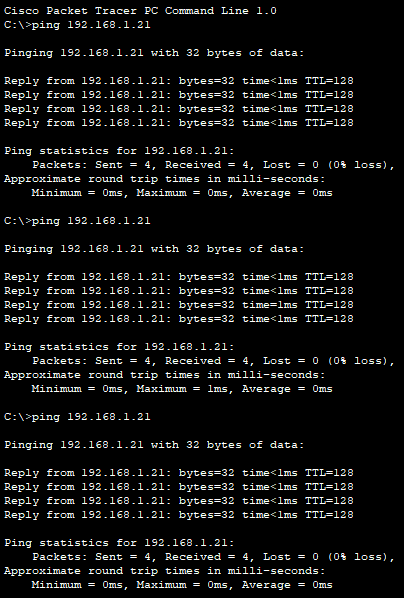 Cisco Packet Tracer PC Command Line 1.0
C:\>ping 192.168.1.21
Pinging 192.168.1.21 with 32 bytes of data:
Reply from 192.168.1.21: bytes=32 time<1ms TTL=128
Reply from 192.168.1.21: bytes=32 time<1ms TTL=128
Reply from 192.168.1.21: bytes=32 time<1ms TTL=128
Reply from 192.168.1.21: bytes=32 time<1ms TTL=128
Ping statistics for 192.168.1.21:
Packets: Sent = 4, Received = 4, Lost = 0 (0% loss),
Approximate round trip times in milli-seconds:
Minimum = 0ms, Maximum = 0ms, Average = 0ms
C:\>ping 192.168.1.21
Pinging 192.168.1.21 with 32 bytes of data:
Reply from 192.168.1.21: bytes=32 time<1ms TTL=128
Reply from 192.168.1.21: bytes=32 time<1ms TTL=128
Reply from 192.168.1.21: bytes=32 time=1ms TTL=128
Reply from 192.168.1.21: bytes=32 time<1ms TTL=128
Ping statistics for 192.168.1.21:
Packets: Sent = 4, Received = 4, Lost = 0 (0% loss),
Approximate round trip times in milli-seconds:
Minimum = 0ms, Maximum = 1ms, Average = 0ms
C:\>ping 192.168.1.21
Pinging 192.168.1.21 with 32 bytes of data:
Reply from 192.168.1.21: bytes=32 time<1ms TTL=128
Reply from 192.168.1.21: bytes=32 time<1ms TTL=128
Reply from 192.168.1.21: bytes=32 time<1ms TTL=128
Reply from 192.168.1.21: bytes=32 time<1ms TTL=128
Ping statistics for 192.168.1.21:
Packets: Sent = 4, Received = 4, Lost = 0 (0% loss),
Approximate round trip times in milli-seconds:
Minimum = 0ms, Maximum = 0ms, Average = 0ms